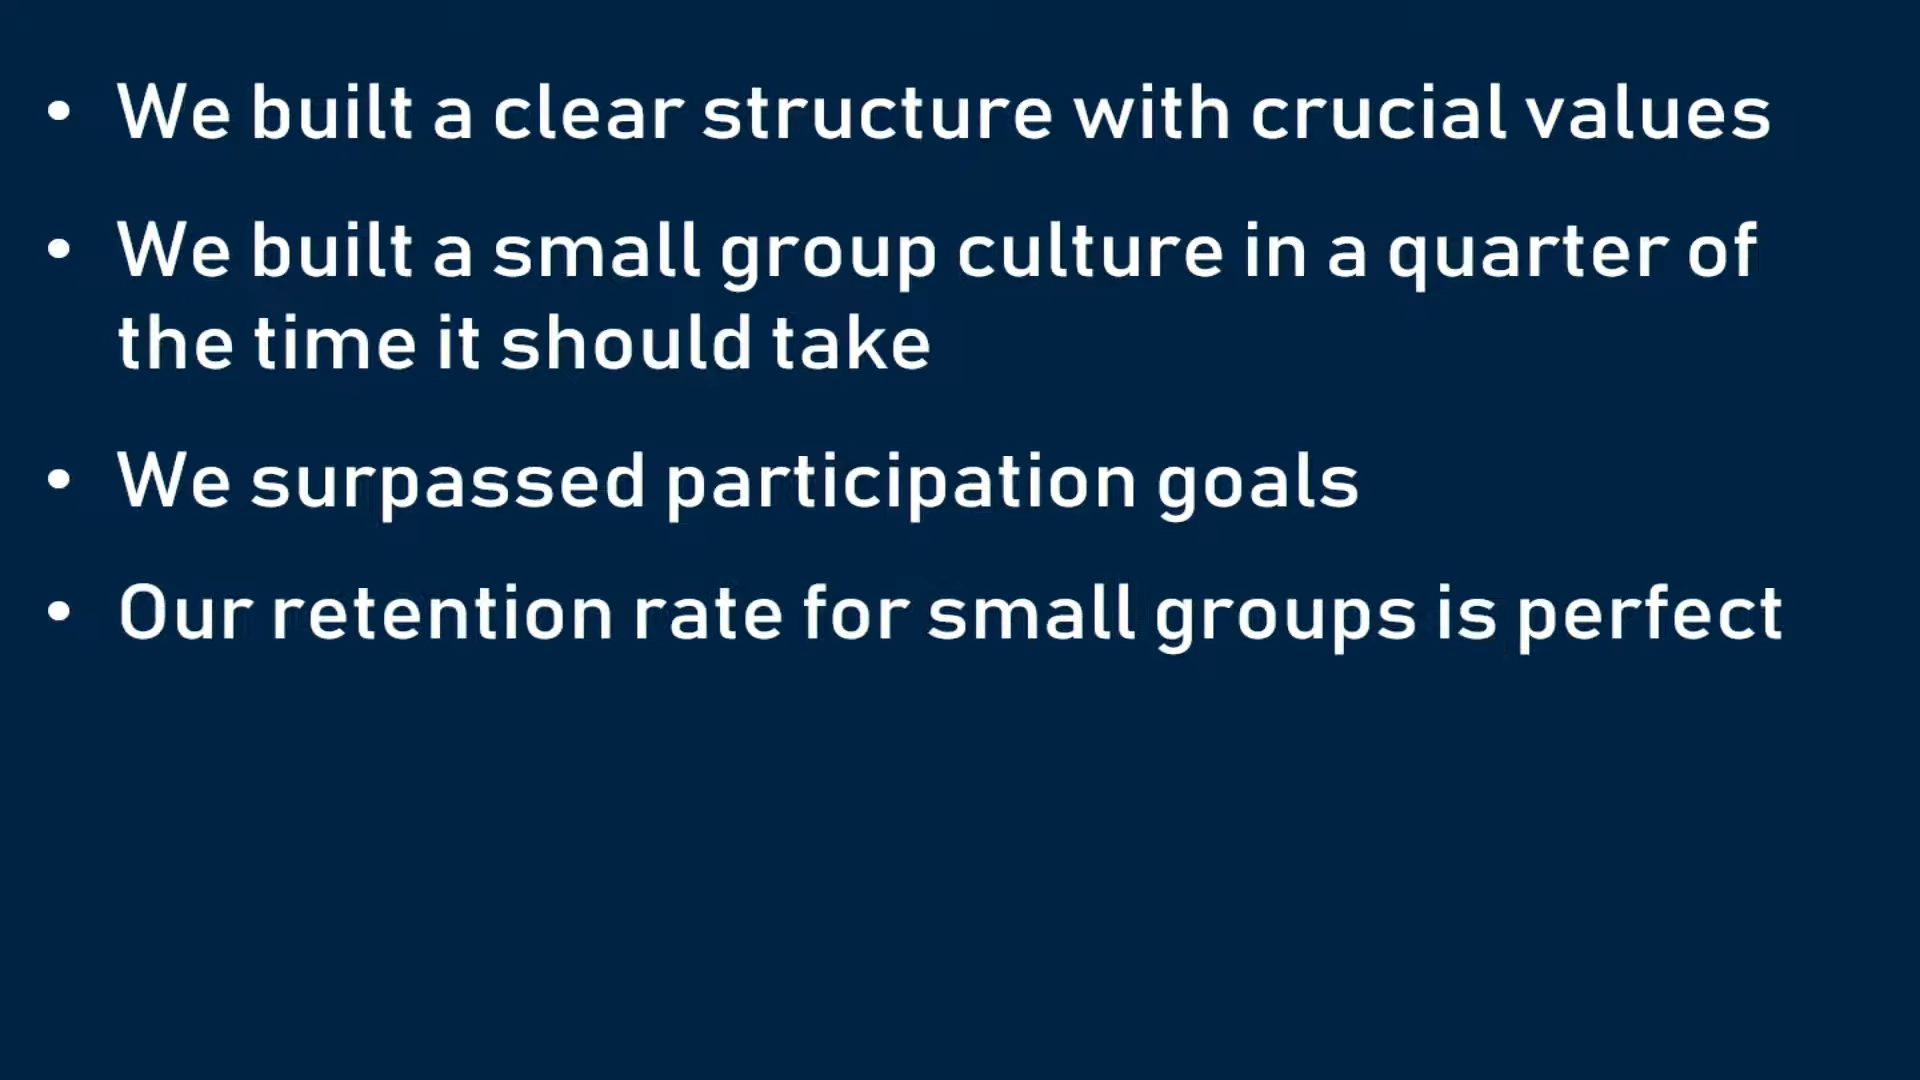 • We built a clear structure with crucial values
• We built a small group culture in a quarter of
the time it should take
• We surpassed participation goals
• Our retention rate for small groups is perfect